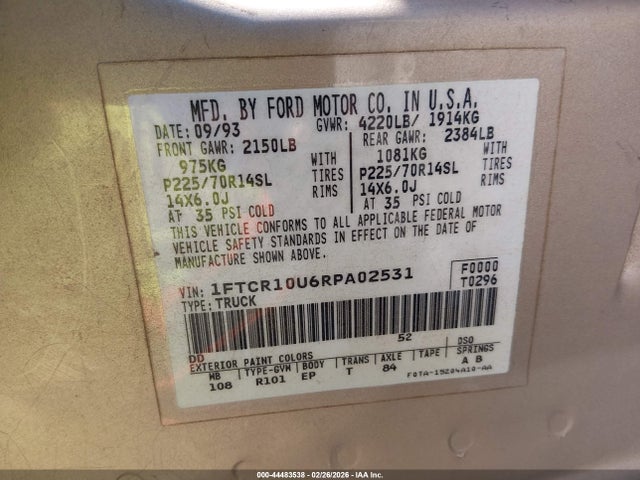 MFD. BY FORD MOTOR CO. IN U.S.A.
DATE: 09/93 GVWR: 4220LB/ 1914KG
FRONT GAWR: 2150LB REAR GAWR: 2384LB
975KG WITH 1081KG WITH
P225/70R14SL TIRES P225/70R14SL TIRES
14X6.0J RIMS 14X6.0J RIMS
AT 35 PSI COLD AT 35 PSI COLD
THIS VEHICLE CONFORMS TO ALL APPLICABLE FEDERAL MOTOR
VEHICLE SAFETY STANDARDS IN EFFECT ON THE DATE OF
MANUFACTURE SHOWN ABOVE.
VIN: 1FTCR10U6RPA02531 F0000
TYPE: TRUCK T0296
52
DD
EXTERIOR PAINT COLORS DSO
WB TYPE-GVM BODY TRANS AXLE TAPE SPRINGS
108 R101 EP T 84 A B
F0TA-15204A10-AA
000-44483538 - 02/26/2026 - IAA Inc.